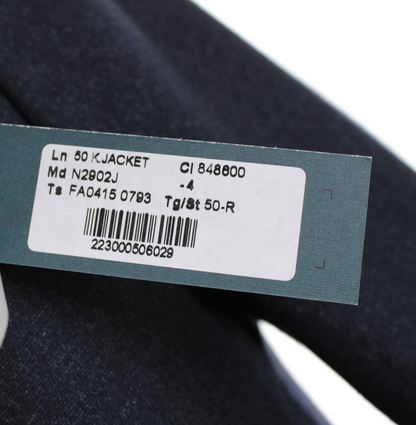 Ln 50 KJACKET Cl 848600
Md N2902J -4
Ts FA0415 0793 Tg/St 50-R
223000506029